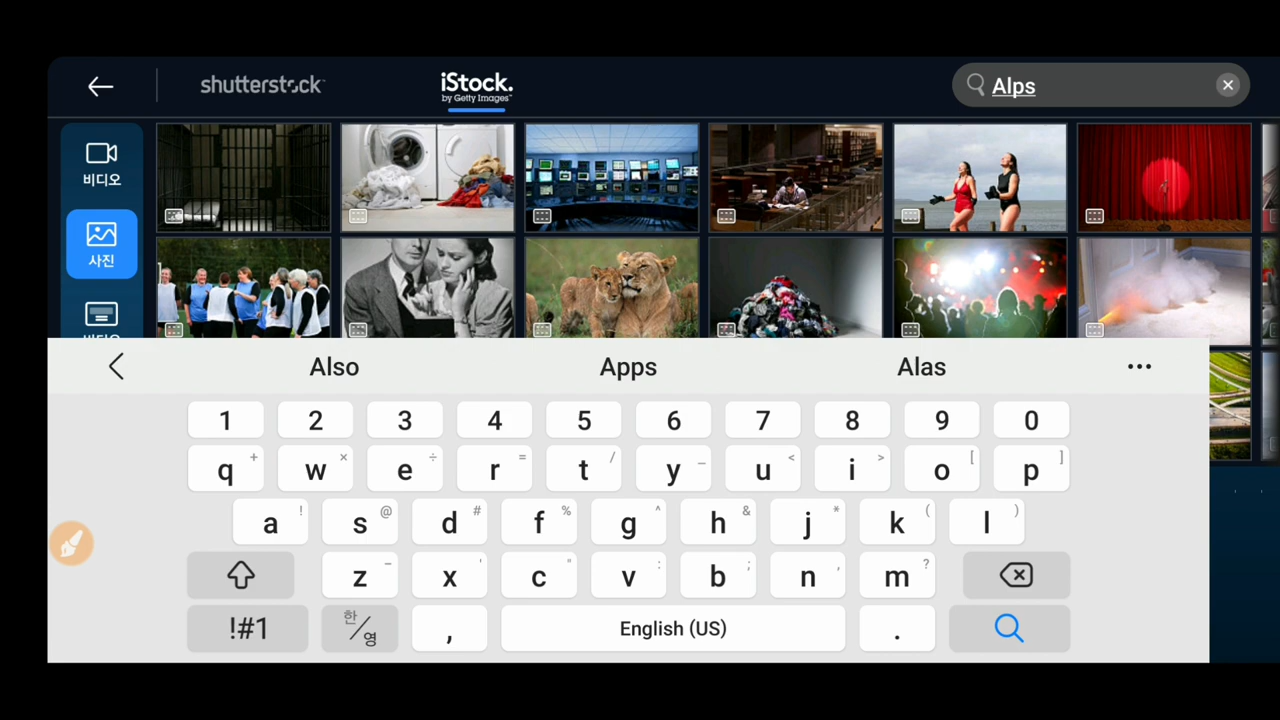 shutterstock
iStock.
by Getty Images™
Alps
비디오
사진
Also Apps Alas
1 2 3 4 5 6 7 8 9 0
q + w × e ÷ r = t / y _ u < i > o [ p ]
a ! s @ d # f % g ^ h & j * k ( l )
z - x ' c " v : b ; n , m ?
!#1 한/영 , English (US) .